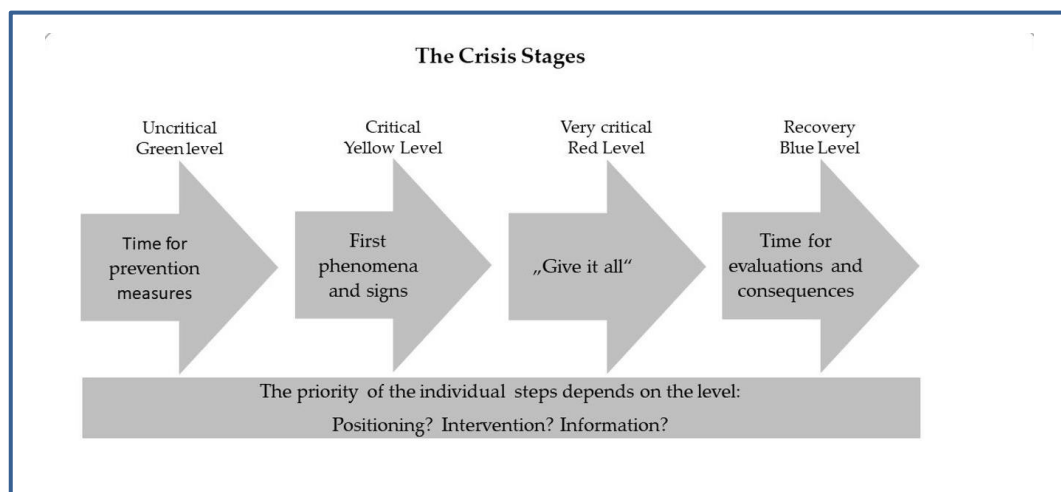 The Crisis Stages
Uncritical
Green level
Critical
Yellow Level
Very critical
Red Level
Recovery
Blue Level
Time for
prevention
measures
First
phenomena
and signs
„Give it all“
Time for
evaluations and
consequences
The priority of the individual steps depends on the level:
Positioning? Intervention? Information?